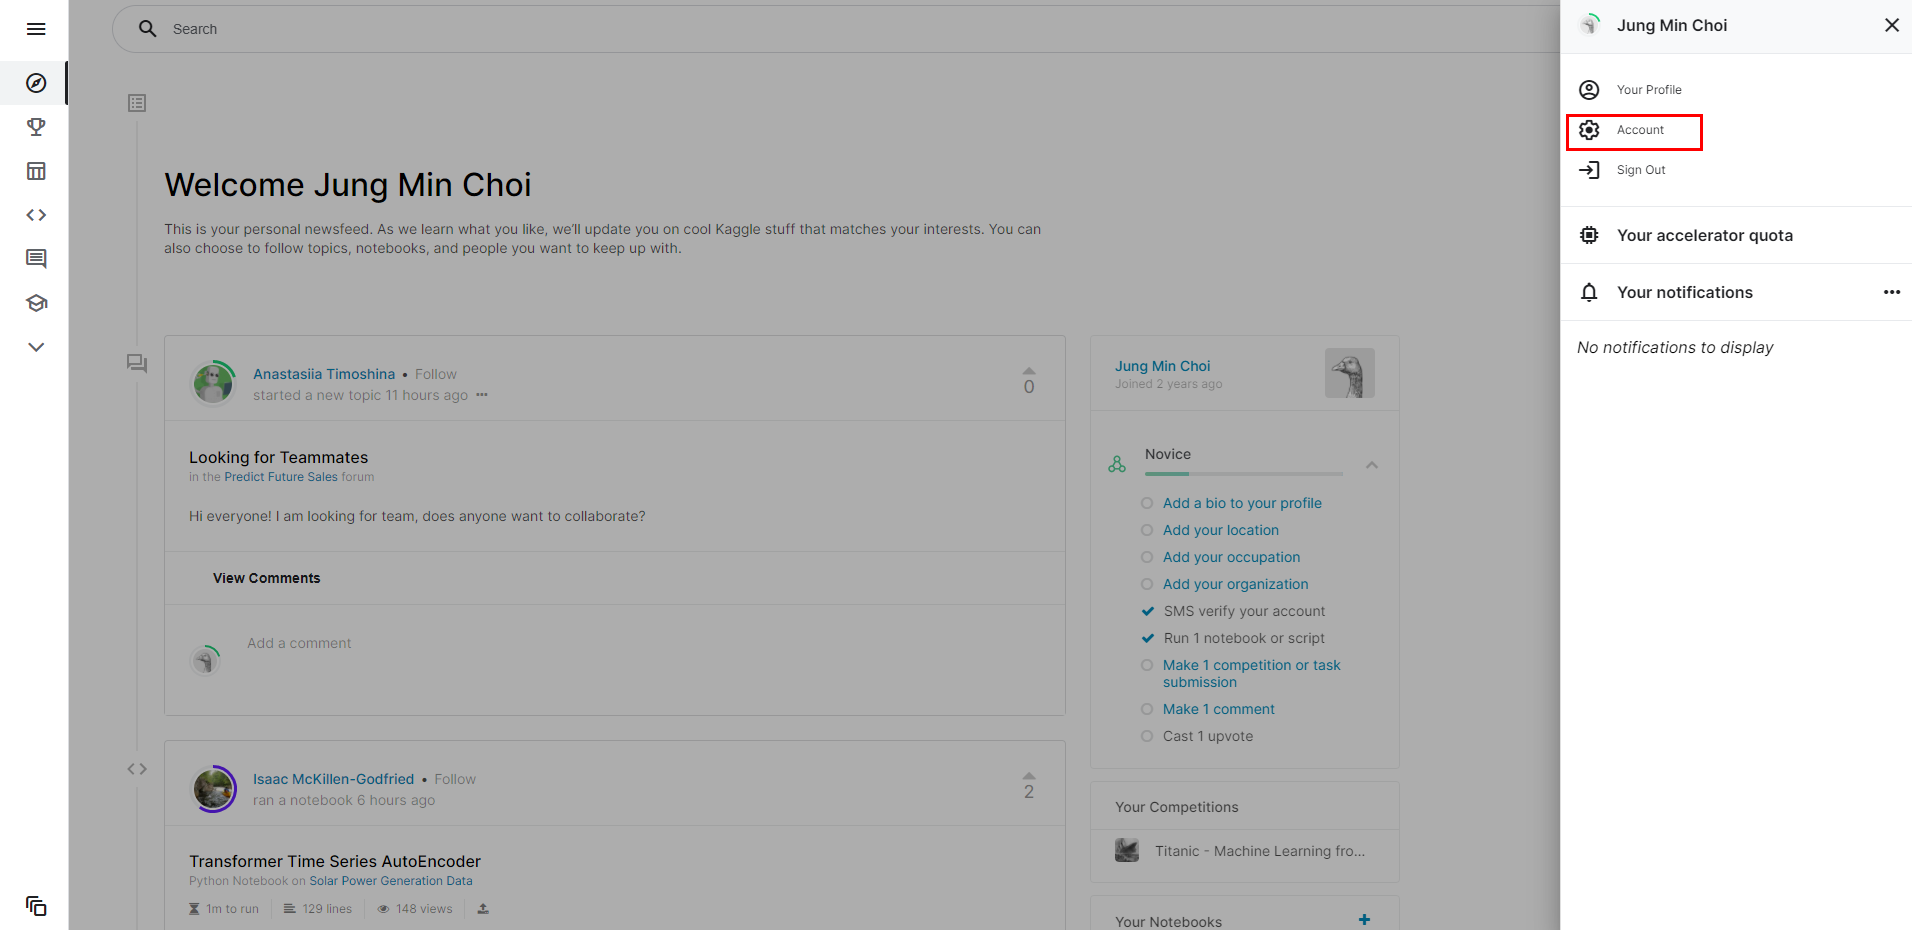 Search
Welcome Jung Min Choi
This is your personal newsfeed. As we learn what you like, we'll update you on cool Kaggle stuff that matches your interests. You can
also choose to follow topics, notebooks, and people you want to keep up with.
Anastasiia Timoshina • Follow
started a new topic 11 hours ago •••
0
Looking for Teammates
in the Predict Future Sales forum
Hi everyone! I am looking for team, does anyone want to collaborate?
View Comments
Add a comment
Isaac McKillen-Godfried • Follow
ran a notebook 6 hours ago
2
Transformer Time Series AutoEncoder
Python Notebook on Solar Power Generation Data
1m to run
129 lines
148 views
Jung Min Choi
Joined 2 years ago
Novice
Add a bio to your profile
Add your location
Add your occupation
Add your organization
SMS verify your account
Run 1 notebook or script
Make 1 competition or task
submission
Make 1 comment
Cast 1 upvote
Your Competitions
Titanic - Machine Learning fro...
Your Notebooks
Jung Min Choi
Your Profile
Account
Sign Out
Your accelerator quota
Your notifications
No notifications to display